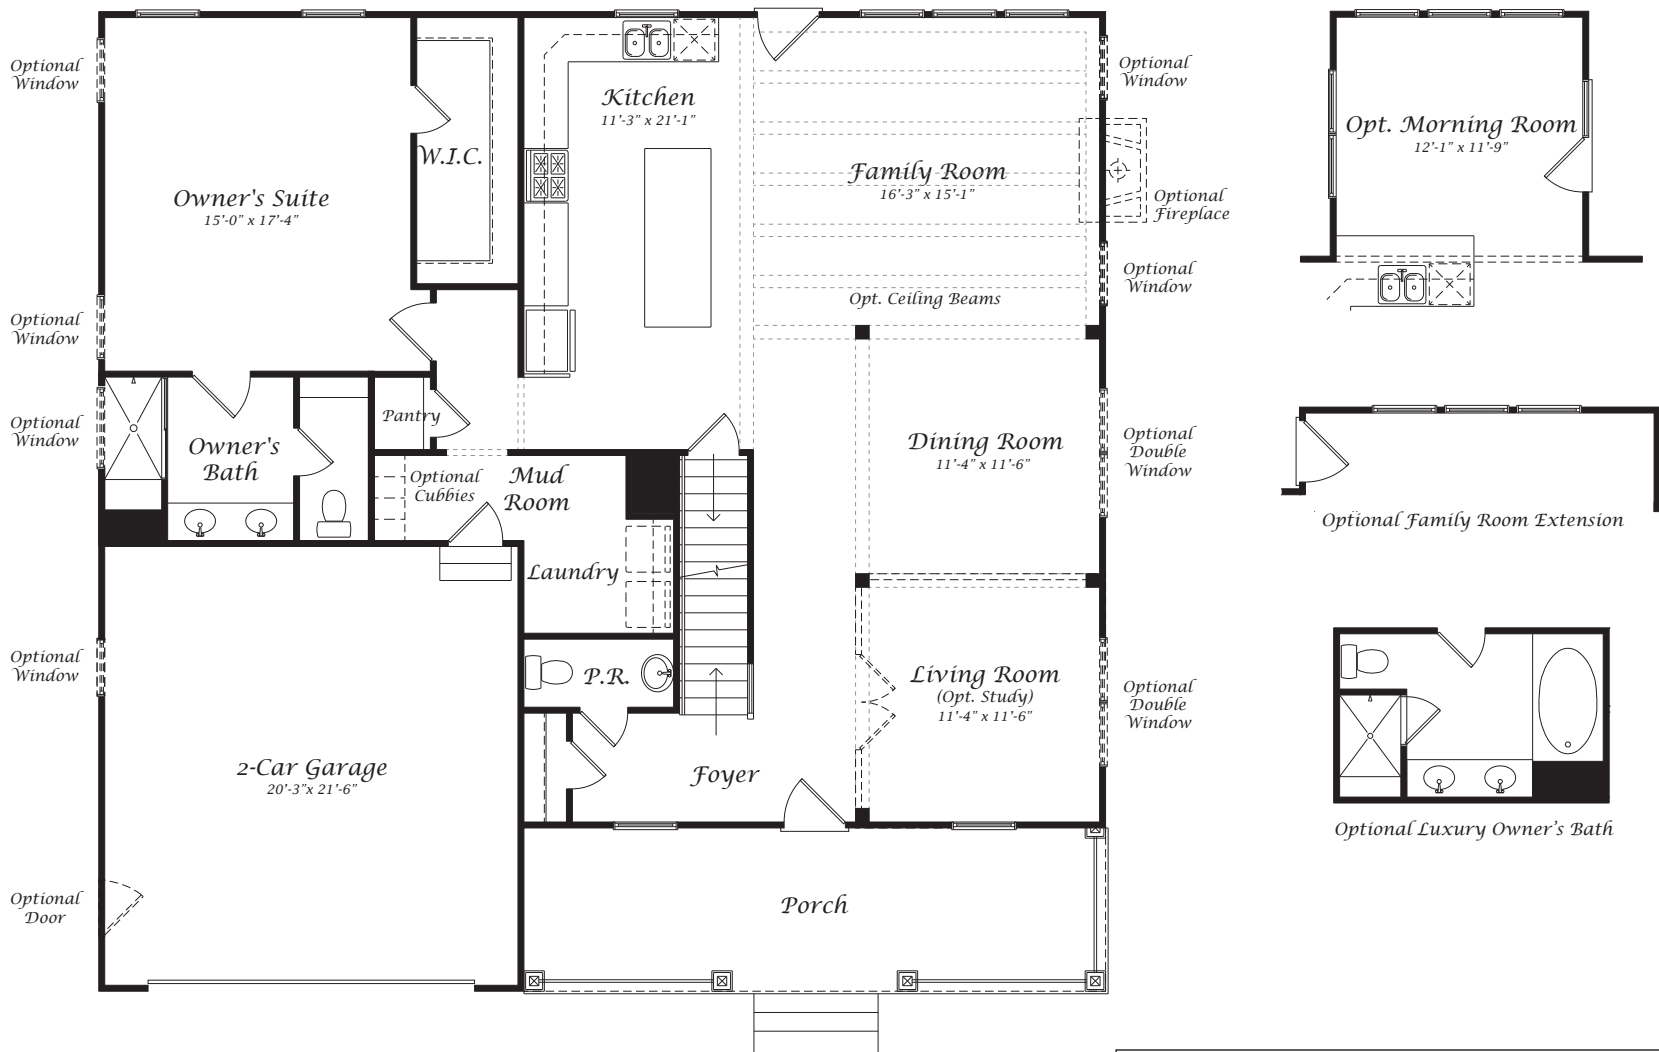 Optional
Window
Owner's Suite
15'-0" x 17'-4"
W.I.C.
Kitchen
11'-3" x 21'-1"
Family Room
16'-3" x 15'-1"
Optional
Window
Optional
Fireplace
Optional
Window
Opt. Ceiling Beams
Optional
Window
Optional
Window
Owner's
Bath
Pantry
Optional
Cubbies
Mud
Room
Dining Room
11'-4" x 11'-6"
Optional
Double
Window
Laundry
Optional
Window
P.R.
Living Room
(Opt. Study)
11'-4" x 11'-6"
Optional
Double
Window
2-Car Garage
20'-3"x 21'-6"
Foyer
Optional
Door
Porch
Opt. Morning Room
12'-1" x 11'-9"
Optional Family Room Extension
Optional Luxury Owner's Bath